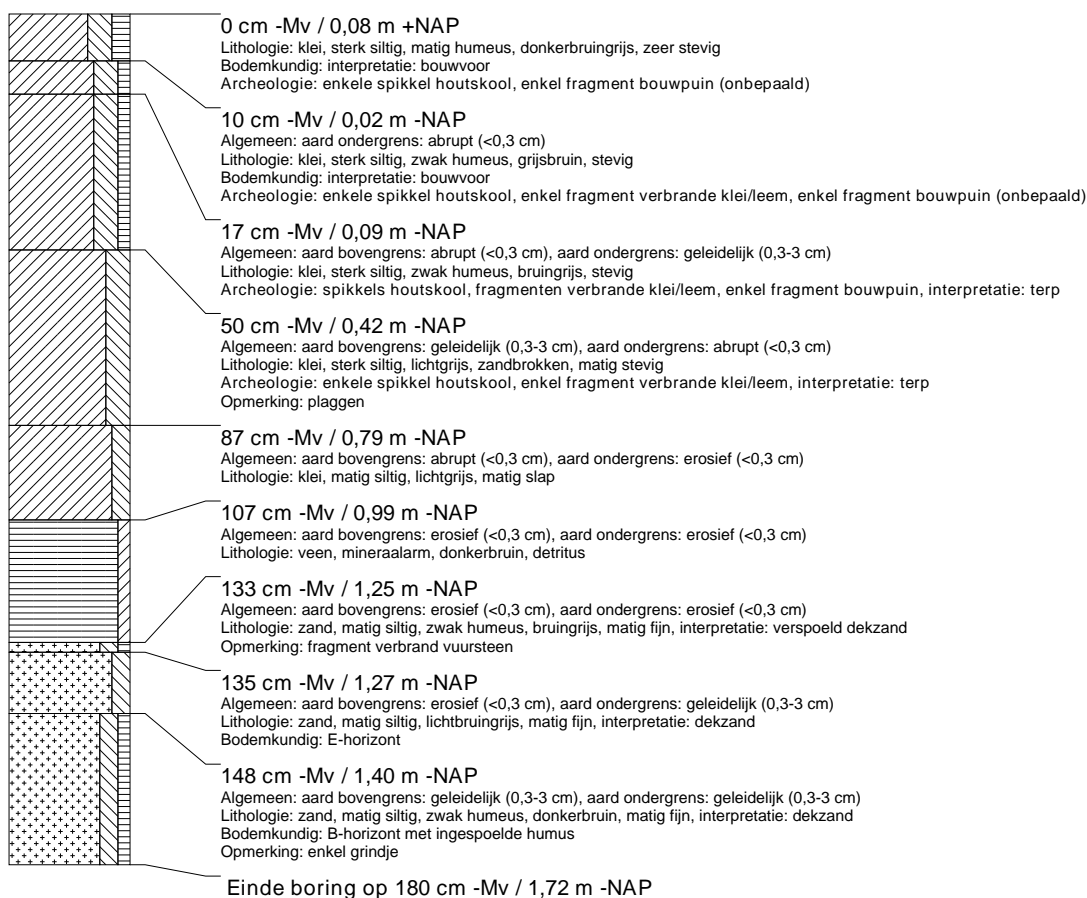 0 cm -Mv / 0,08 m +NAP
Lithologie: klei, sterk siltig, matig humeus, donkerbruingrijs, zeer stevig
Bodemkundig: interpretatie: bouwvoor
Archeologie: enkele spikkel houtskool, enkel fragment bouwpuin (onbepaald)
10 cm -Mv / 0,02 m -NAP
Algemeen: aard ondergrens: abrupt (<0,3 cm)
Lithologie: klei, sterk siltig, zwak humeus, grijsbruin, stevig
Bodemkundig: interpretatie: bouwvoor
Archeologie: enkele spikkel houtskool, enkel fragment verbrande klei/leem, enkel fragment bouwpuin (onbepaald)
17 cm -Mv / 0,09 m -NAP
Algemeen: aard bovengrens: abrupt (<0,3 cm), aard ondergrens: geleidelijk (0,3-3 cm)
Lithologie: klei, sterk siltig, zwak humeus, bruingrijs, stevig
Archeologie: spikkels houtskool, fragmenten verbrande klei/leem, enkel fragment bouwpuin, interpretatie: terp
50 cm -Mv / 0,42 m -NAP
Algemeen: aard bovengrens: geleidelijk (0,3-3 cm), aard ondergrens: abrupt (<0,3 cm)
Lithologie: klei, sterk siltig, lichtgrijs, zandbrokken, matig stevig
Archeologie: enkele spikkel houtskool, enkel fragment verbrande klei/leem, interpretatie: terp
Opmerking: plaggen
87 cm -Mv / 0,79 m -NAP
Algemeen: aard bovengrens: abrupt (<0,3 cm), aard ondergrens: erosief (<0,3 cm)
Lithologie: klei, matig siltig, lichtgrijs, matig slap
107 cm -Mv / 0,99 m -NAP
Algemeen: aard bovengrens: erosief (<0,3 cm), aard ondergrens: erosief (<0,3 cm)
Lithologie: veen, mineraalarm, donkerbruin, detritus
133 cm -Mv / 1,25 m -NAP
Algemeen: aard bovengrens: erosief (<0,3 cm), aard ondergrens: erosief (<0,3 cm)
Lithologie: zand, matig siltig, zwak humeus, bruingrijs, matig fijn, interpretatie: verspoeld dekzand
Opmerking: fragment verbrand vuursteen
135 cm -Mv / 1,27 m -NAP
Algemeen: aard bovengrens: erosief (<0,3 cm), aard ondergrens: geleidelijk (0,3-3 cm)
Lithologie: zand, matig siltig, lichtbruingrijs, matig fijn, interpretatie: dekzand
Bodemkundig: E-horizont
148 cm -Mv / 1,40 m -NAP
Algemeen: aard bovengrens: geleidelijk (0,3-3 cm), aard ondergrens: geleidelijk (0,3-3 cm)
Lithologie: zand, matig siltig, zwak humeus, donkerbruin, matig fijn, interpretatie: dekzand
Bodemkundig: B-horizont met ingespoelde humus
Opmerking: enkel grindje
Einde boring op 180 cm -Mv / 1,72 m -NAP